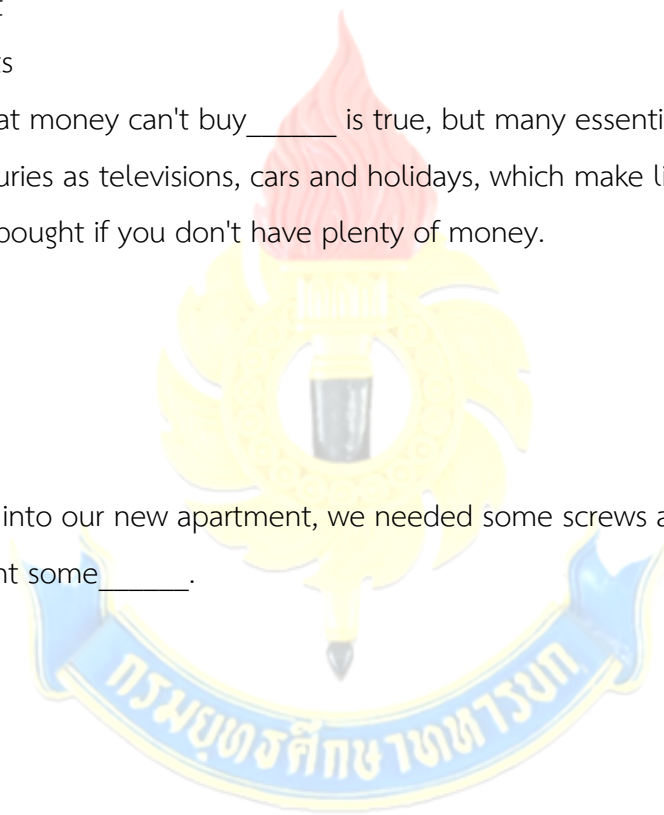 ts
at money can't buy______ is true, but many essenti
uries as televisions, cars and holidays, which make li
bought if you don't have plenty of money.
into our new apartment, we needed some screws a
nt some______.
กรมยุทธศึกษาทหารบก